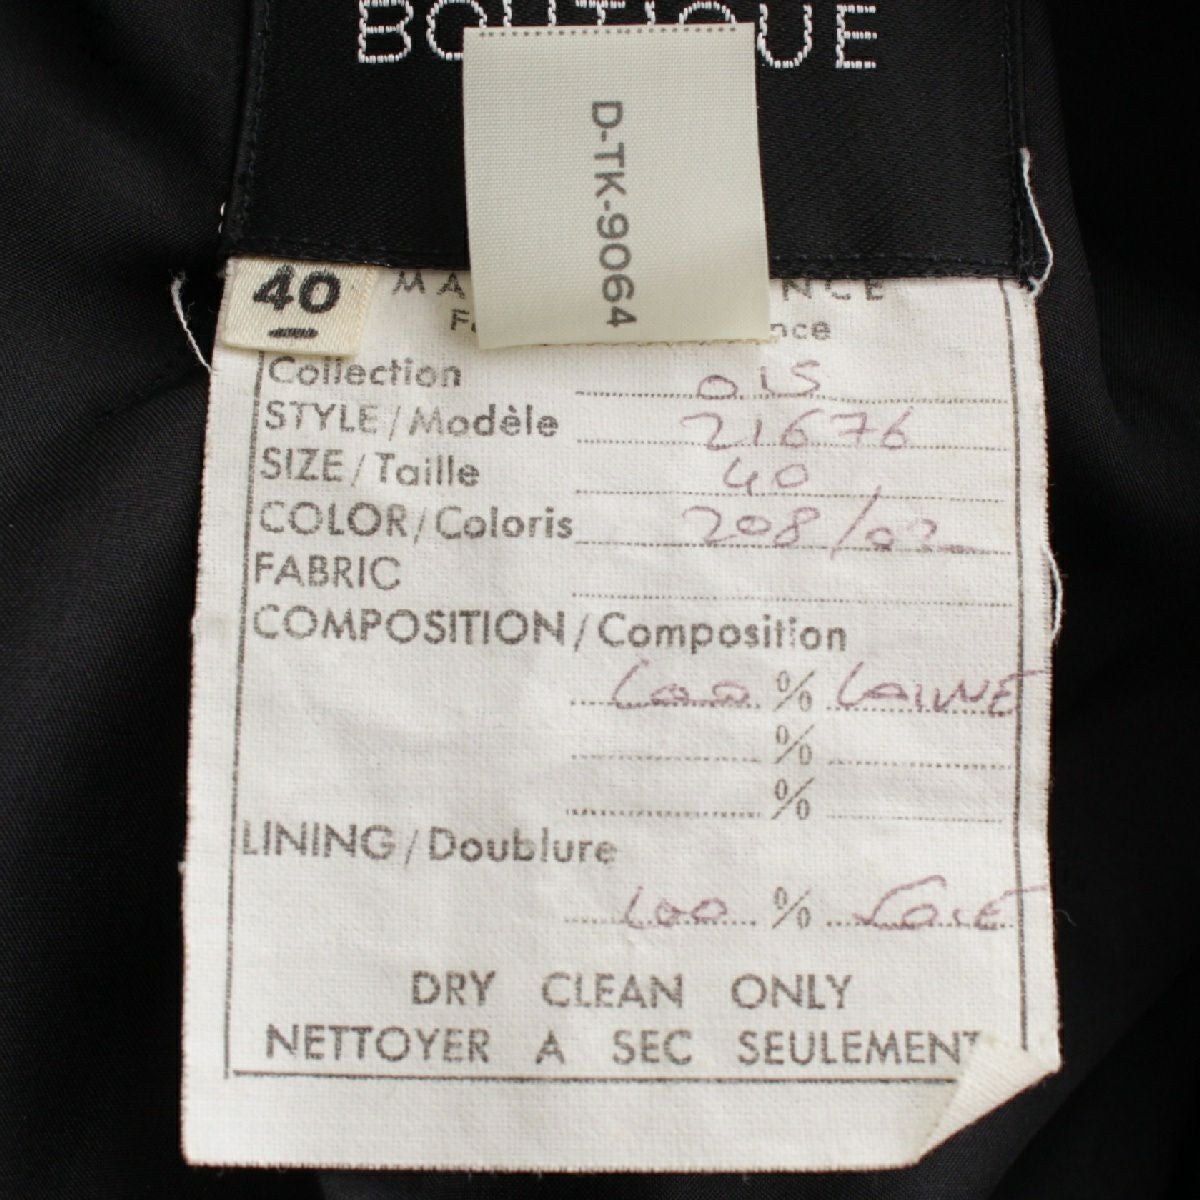 BOUTIQUE
D-TK-9064
40
Collection 015
STYLE/Modèle 21676
SIZE/Taille 40
COLOR/Coloris 208/02
FABRIC
COMPOSITION/Composition
100 % LAINE
%
%
LINING/Doublure
100 % SOIE
DRY CLEAN ONLY
NETTOYER A SEC SEULEMENT